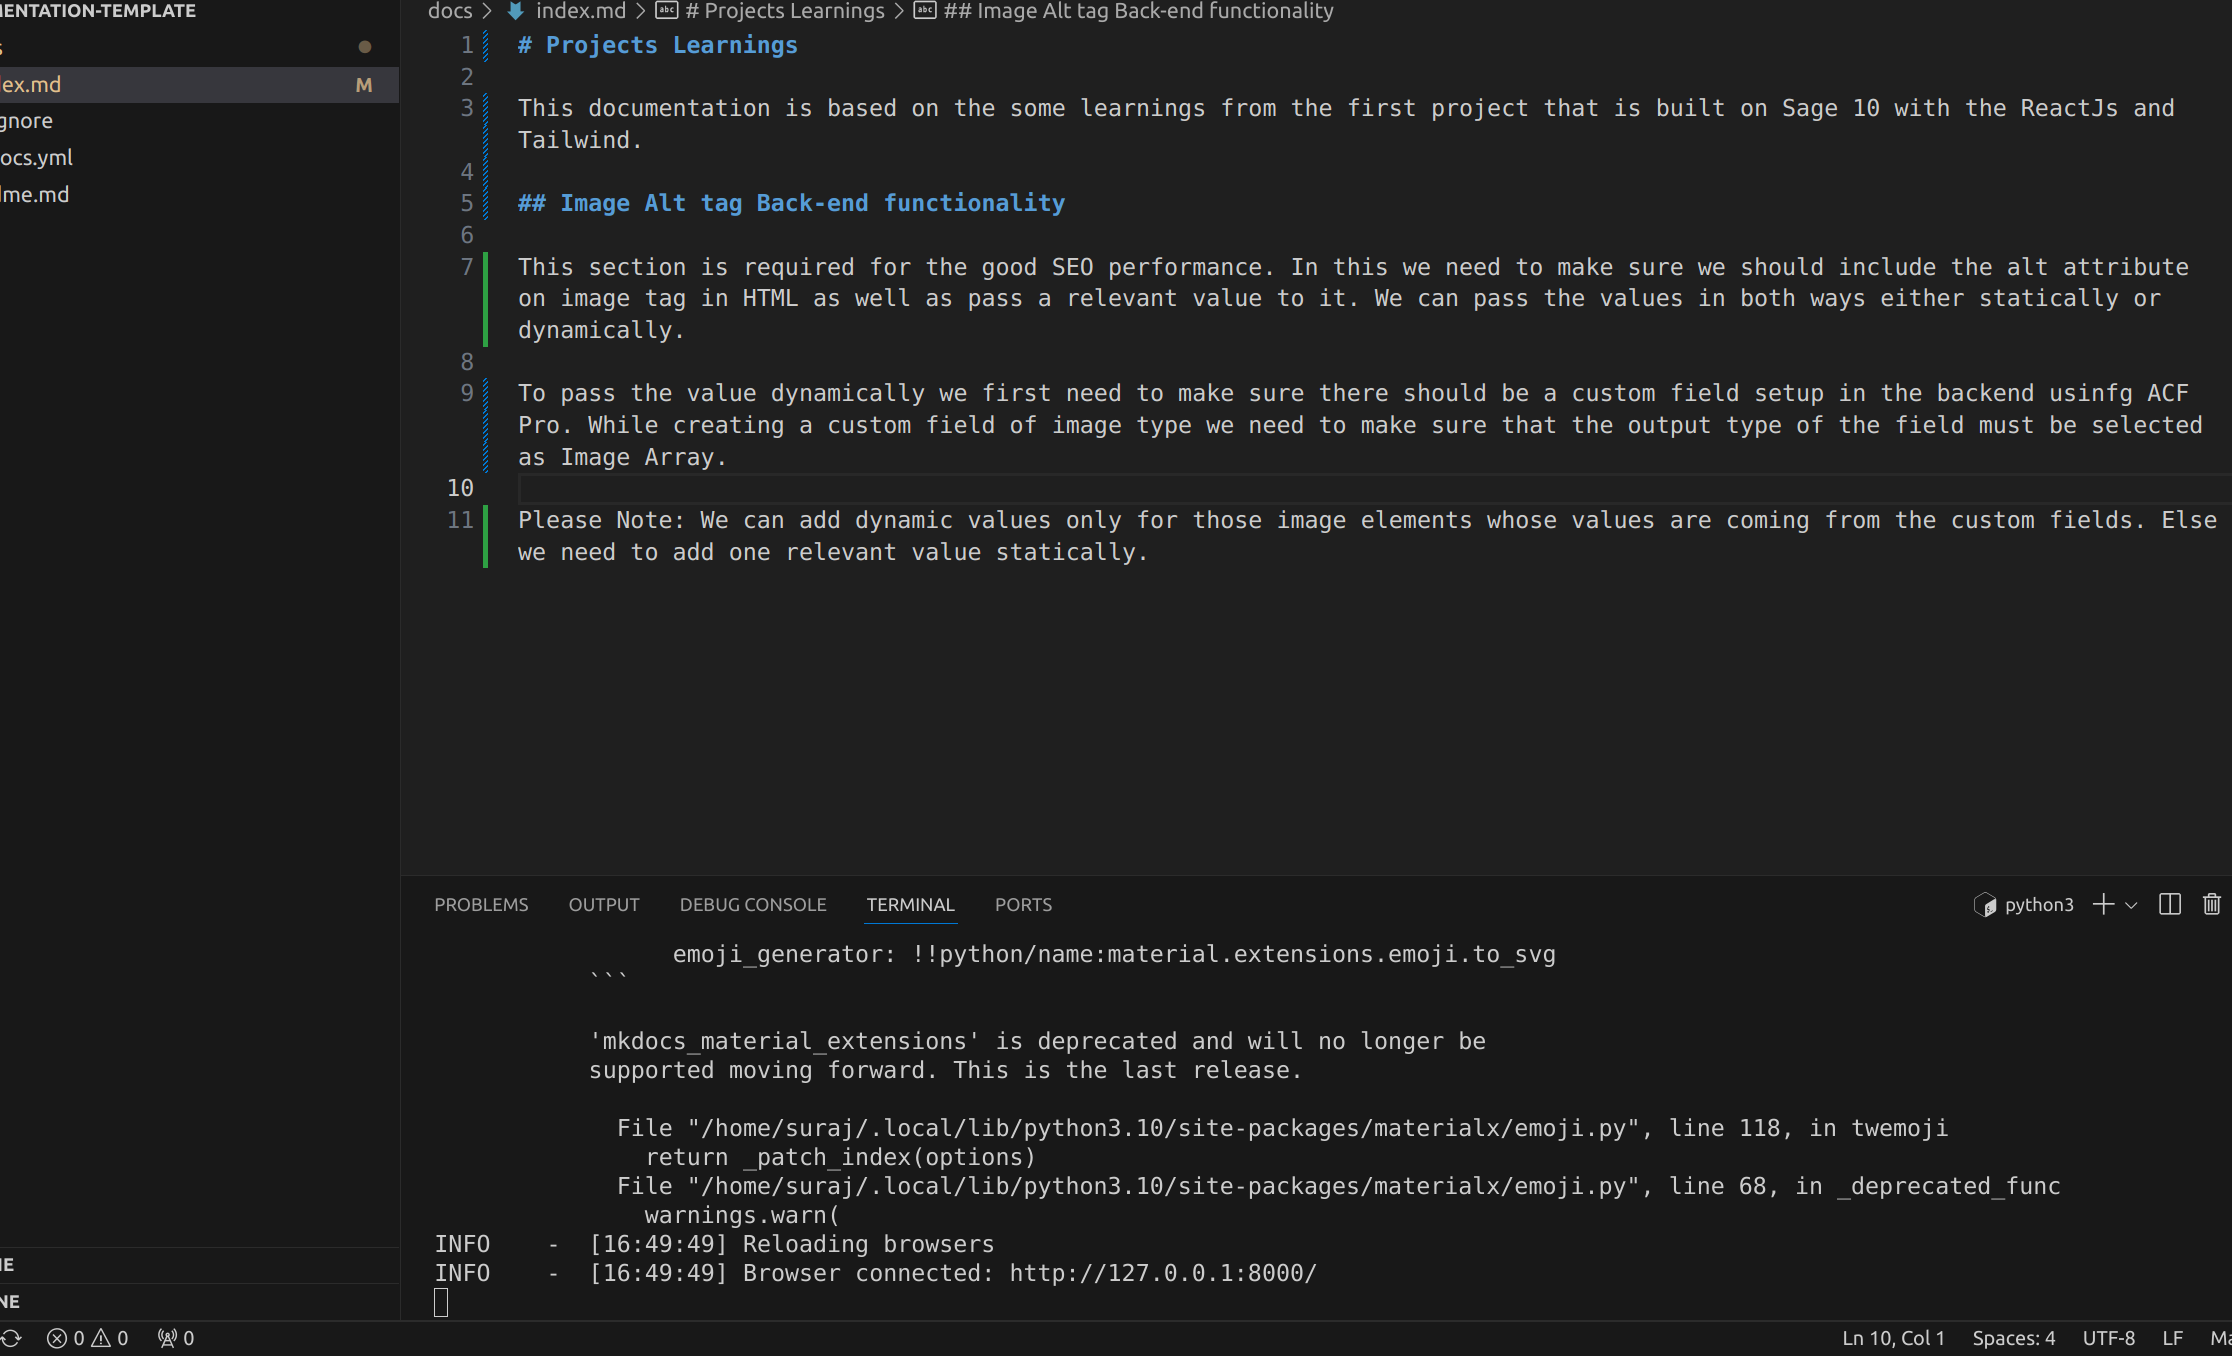 MENTATION-TEMPLATE
s
ex.md M
gnore
ocs.yml
me.md
NE
docs > index.md > # Projects Learnings > ## Image Alt tag Back-end functionality
1 # Projects Learnings
2
3 This documentation is based on the some learnings from the first project that is built on Sage 10 with the ReactJs and
Tailwind.
4
5 ## Image Alt tag Back-end functionality
6
7 This section is required for the good SEO performance. In this we need to make sure we should include the alt attribute
on image tag in HTML as well as pass a relevant value to it. We can pass the values in both ways either statically or
dynamically.
8
9 To pass the value dynamically we first need to make sure there should be a custom field setup in the backend usinfg ACF
Pro. While creating a custom field of image type we need to make sure that the output type of the field must be selected
as Image Array.
10
11 Please Note: We can add dynamic values only for those image elements whose values are coming from the custom fields. Else
we need to add one relevant value statically.
PROBLEMS OUTPUT DEBUG CONSOLE TERMINAL PORTS python3
emoji_generator: !!python/name:material.extensions.emoji.to_svg
```
'mkdocs_material_extensions' is deprecated and will no longer be
supported moving forward. This is the last release.
File "/home/suraj/.local/lib/python3.10/site-packages/materialx/emoji.py", line 118, in twemoji
return _patch_index(options)
File "/home/suraj/.local/lib/python3.10/site-packages/materialx/emoji.py", line 68, in _deprecated_func
warnings.warn(
INFO - [16:49:49] Reloading browsers
INFO - [16:49:49] Browser connected: http://127.0.0.1:8000/
0 0 0 Ln 10, Col 1 Spaces: 4 UTF-8 LF Ma